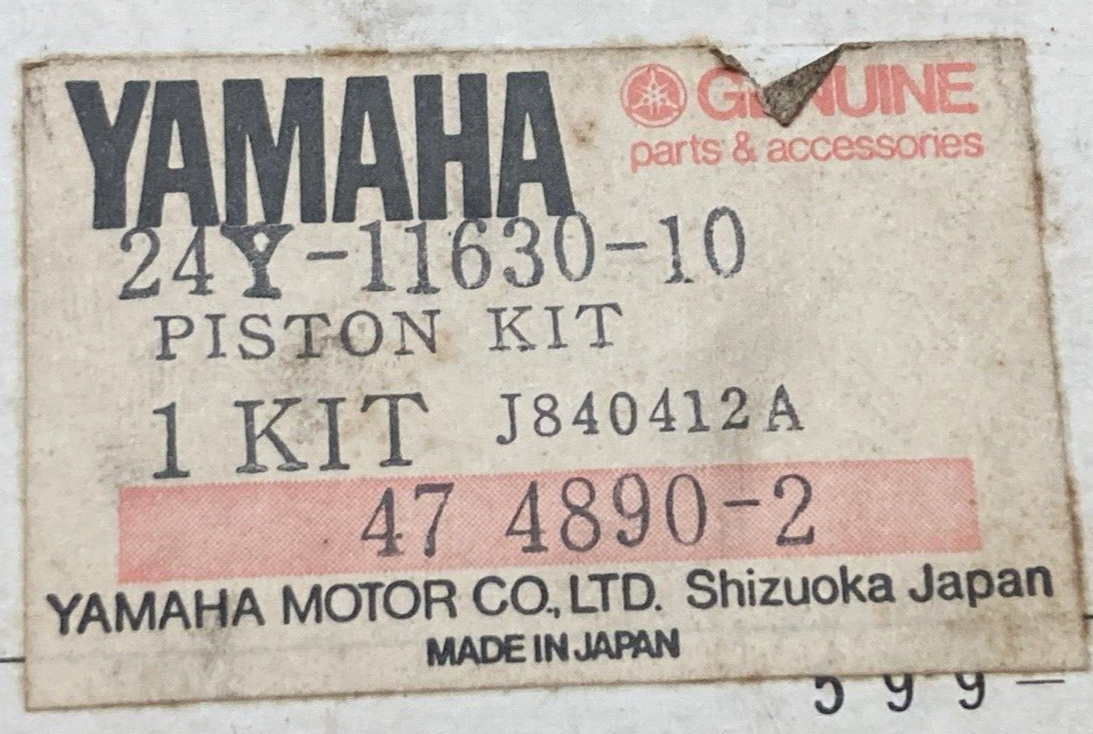 YAMAHA
GENUINE
parts & accessories
24Y-11630-10
PISTON KIT
1 KIT J840412A
47 4890-2
YAMAHA MOTOR CO., LTD. Shizuoka Japan
MADE IN JAPAN